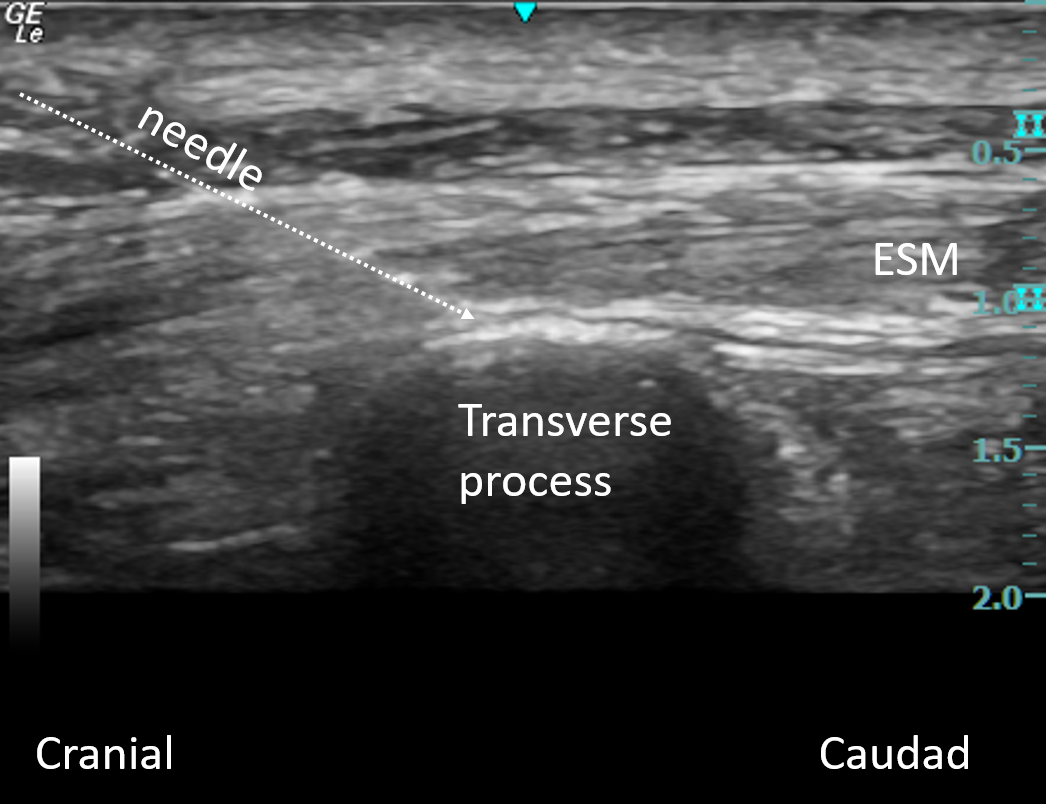 GE
Le
needle
0.5
ESM
1.0
Transverse
process
1.5
2.0
Cranial
Caudad